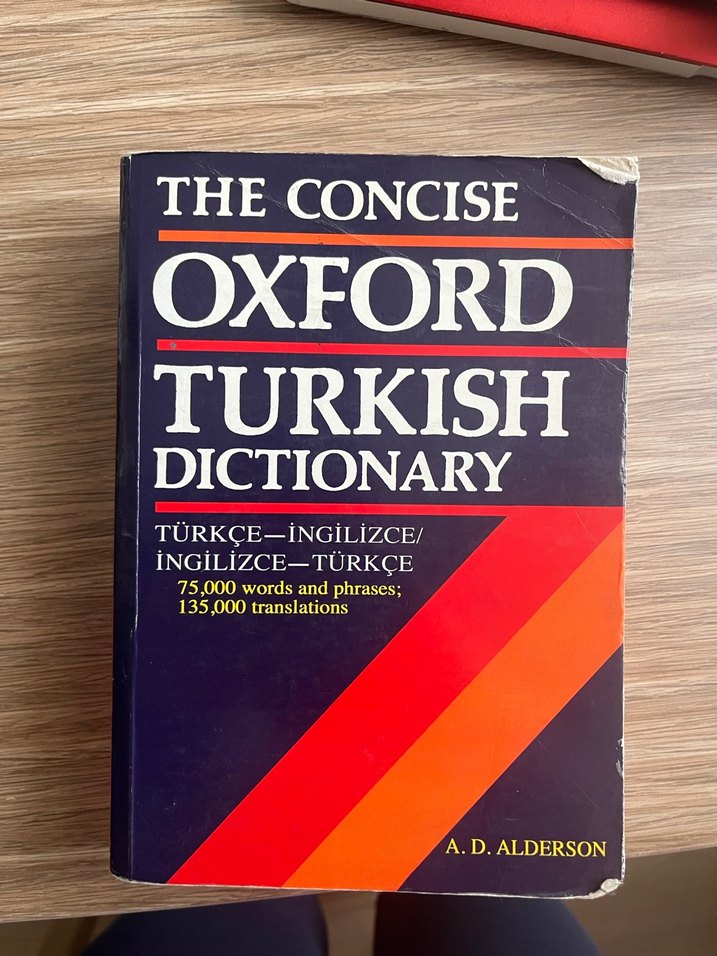 THE CONCISE
OXFORD
TURKISH
DICTIONARY
TÜRKÇE—İNGİLİZCE/
İNGİLİZCE—TÜRKÇE
75,000 words and phrases;
135,000 translations
A. D. ALDERSON